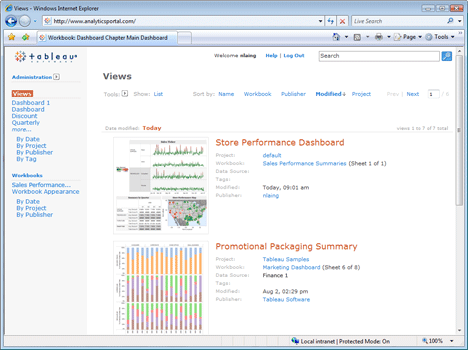 Views - Windows Internet Explorer
http://www.analyticsportal.com/
Live Search
Workbook: Dashboard Chapter Main Dashboard
Page
Tools
tableau
Welcome nlaing
Help | Log Out
Search
Administration
Views
Tools:
Show: List
Sort by: Name Workbook Publisher Modified Project
Prev | Next 1
Views
Dashboard 1
Dashboard
Discount
Quarterly
more...
By Date
By Project
By Publisher
By Tag
Workbooks
Sales Performance...
Workbook Appearance
By Date
By Project
By Publisher
Date modified: Today
views 1 to 7 of 7 total
Store Performance Dashboard
Project: default
Workbook: Sales Performance Summaries (Sheet 1 of 1)
Data Source:
Tags:
Modified: Today, 09:01 am
Publisher: nlaing
Promotional Packaging Summary
Project: Tableau Samples
Workbook: Marketing Dashboard (Sheet 6 of 8)
Data Source: Finance 1
Tags:
Modified: Aug 2, 02:29 pm
Publisher: Tableau Software
Local intranet | Protected Mode: On
100%